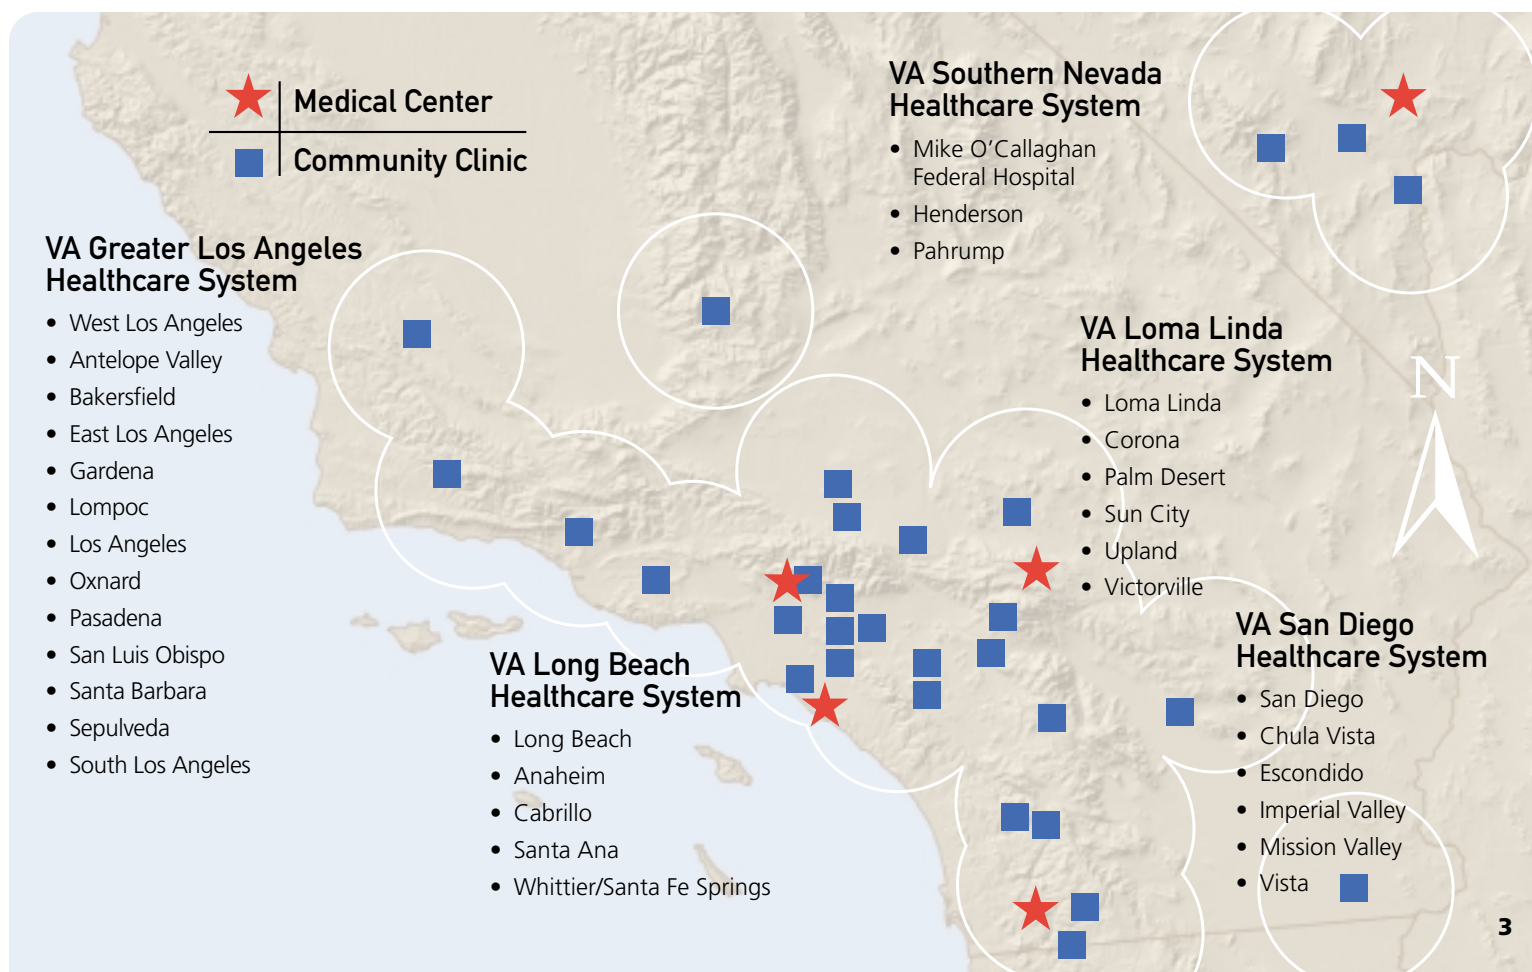 Medical Center
Community Clinic
VA Greater Los Angeles
Healthcare System
• West Los Angeles
• Antelope Valley
• Bakersfield
• East Los Angeles
• Gardena
• Lompoc
• Los Angeles
• Oxnard
• Pasadena
• San Luis Obispo
• Santa Barbara
• Sepulveda
• South Los Angeles
VA Long Beach
Healthcare System
• Long Beach
• Anaheim
• Cabrillo
• Santa Ana
• Whittier/Santa Fe Springs
VA Southern Nevada
Healthcare System
• Mike O’Callaghan
Federal Hospital
• Henderson
• Pahrump
VA Loma Linda
Healthcare System
• Loma Linda
• Corona
• Palm Desert
• Sun City
• Upland
• Victorville
N
VA San Diego
Healthcare System
• San Diego
• Chula Vista
• Escondido
• Imperial Valley
• Mission Valley
• Vista
3